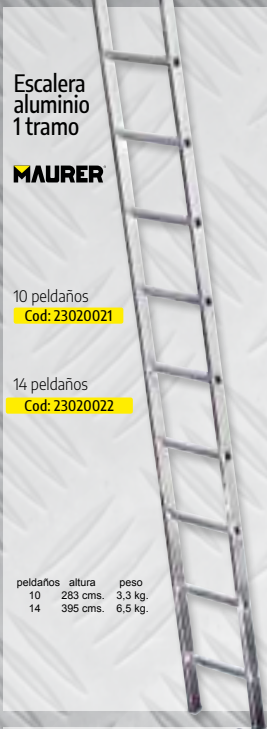 Escalera
aluminio
1 tramo
MAURER
10 peldaños
Cod: 23020021
14 peldaños
Cod: 23020022
peldaños altura peso
10 283 cms. 3,3 kg.
14 395 cms. 6,5 kg.